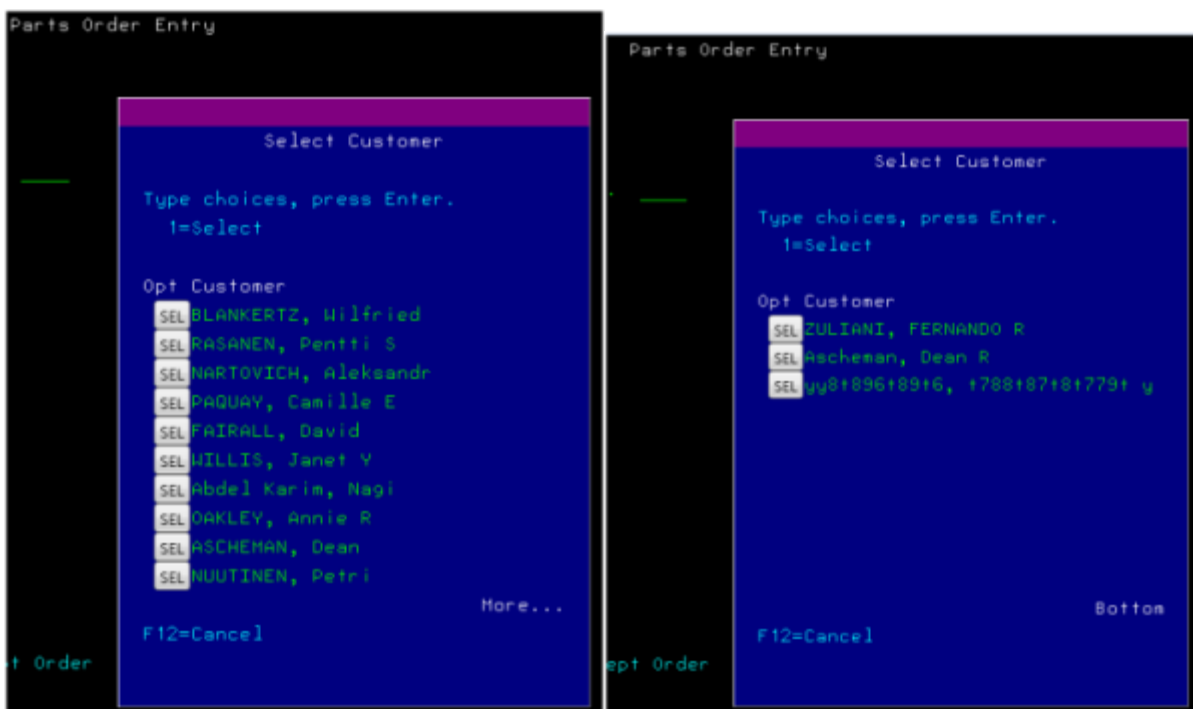 Parts Order Entry
Select Customer
Type choices, press Enter.
1=Select
Opt Customer
SEL BLANKERTZ, Wilfried
SEL RASANEN, Pentti S
SEL NARTOVICH, Aleksandr
SEL PAQUAY, Camille E
SEL FAIRALL, David
SEL WILLIS, Janet Y
SEL Abdel Karim, Nagi
SEL OAKLEY, Annie R
SEL ASCHEMAN, Dean
SEL NUUTINEN, Petri
More...
F12=Cancel
t Order
Parts Order Entry
Select Customer
Type choices, press Enter.
1=Select
Opt Customer
SEL ZULIANI, FERNANDO R
SEL Ascheman, Dean R
SEL yy8t896t89t6, t788t87t8t779t y
Bottom
F12=Cancel
ept Order